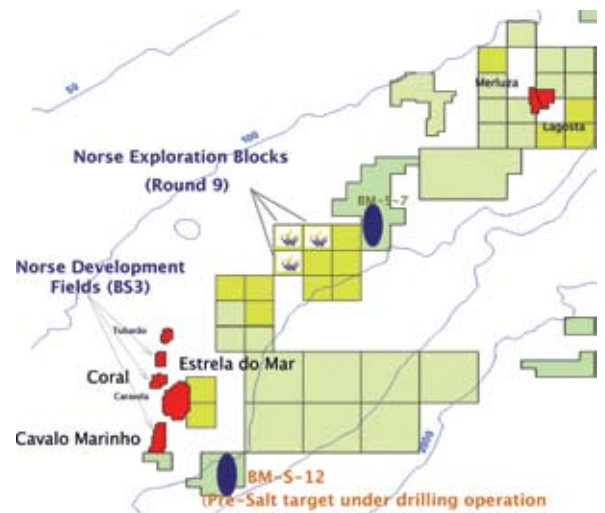 50
500
Merluza
Lagosta
Norse Exploration Blocks
(Round 9)
BM-S-7
Norse Development
Fields (BS3)
Tubarão
Estrela do Mar
Coral
Cavalo Marinho
2000
BM-S-12
(Pre-Salt target under drilling operation